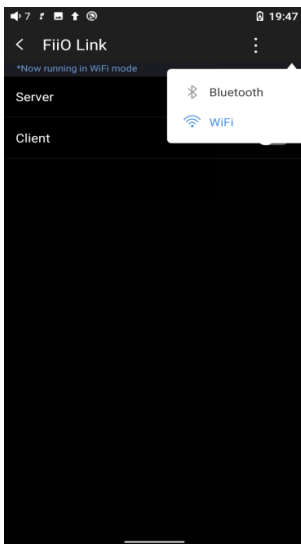 7 19:47
FiiO Link
*Now running in WiFi mode
Bluetooth
Server
WiFi
Client